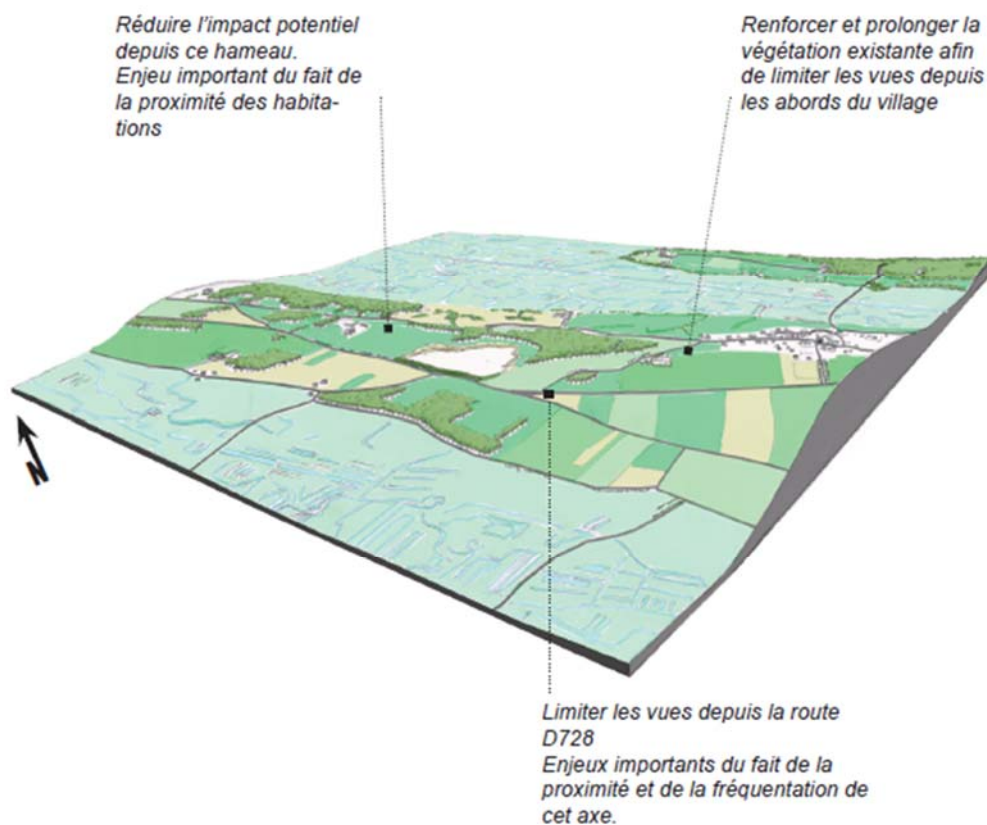 Réduire l'impact potentiel
depuis ce hameau.
Enjeu important du fait de
la proximité des habita-
tions
Renforcer et prolonger la
végétation existante afin
de limiter les vues depuis
les abords du village
N
Limiter les vues depuis la route
D728
Enjeux importants du fait de la
proximité et de la fréquentation de
cet axe.